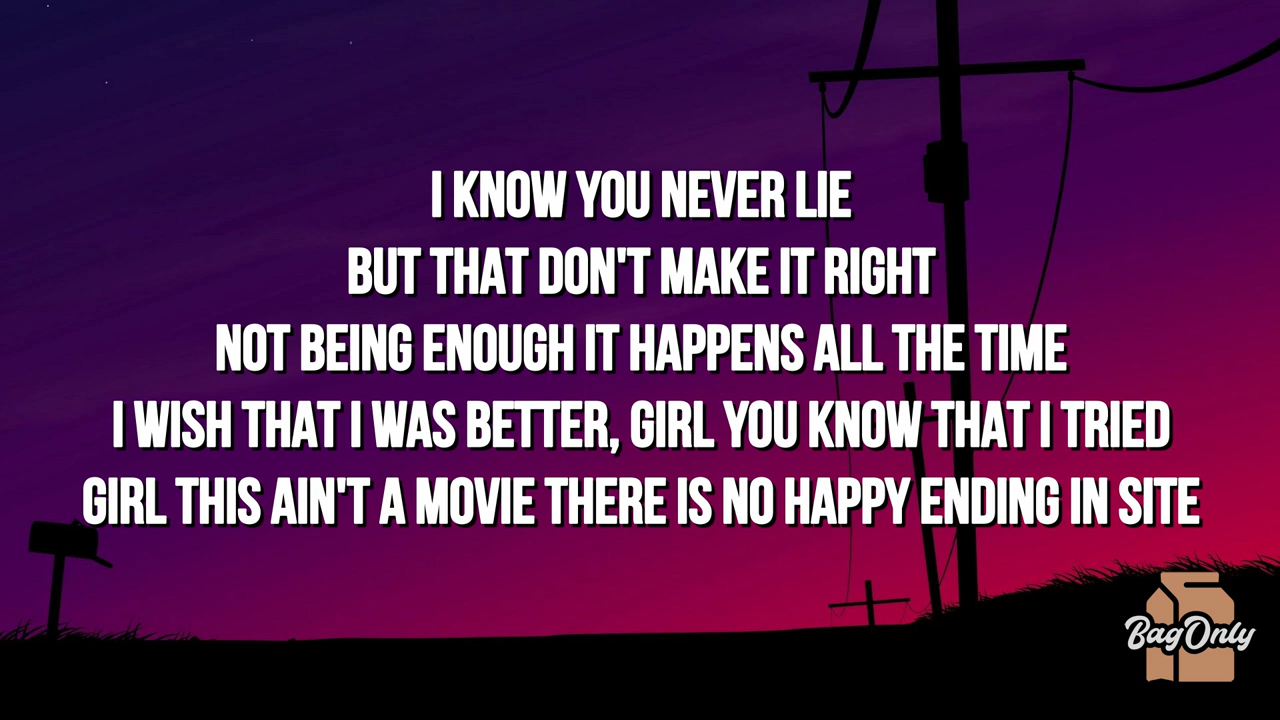 I KNOW YOU NEVER LIE
BUT THAT DON'T MAKE IT RIGHT
NOT BEING ENOUGH IT HAPPENS ALL THE TIME
I WISH THAT I WAS BETTER, GIRL YOU KNOW THAT I TRIED
GIRL THIS AIN'T A MOVIE THERE IS NO HAPPY ENDING IN SITE
BagOnly